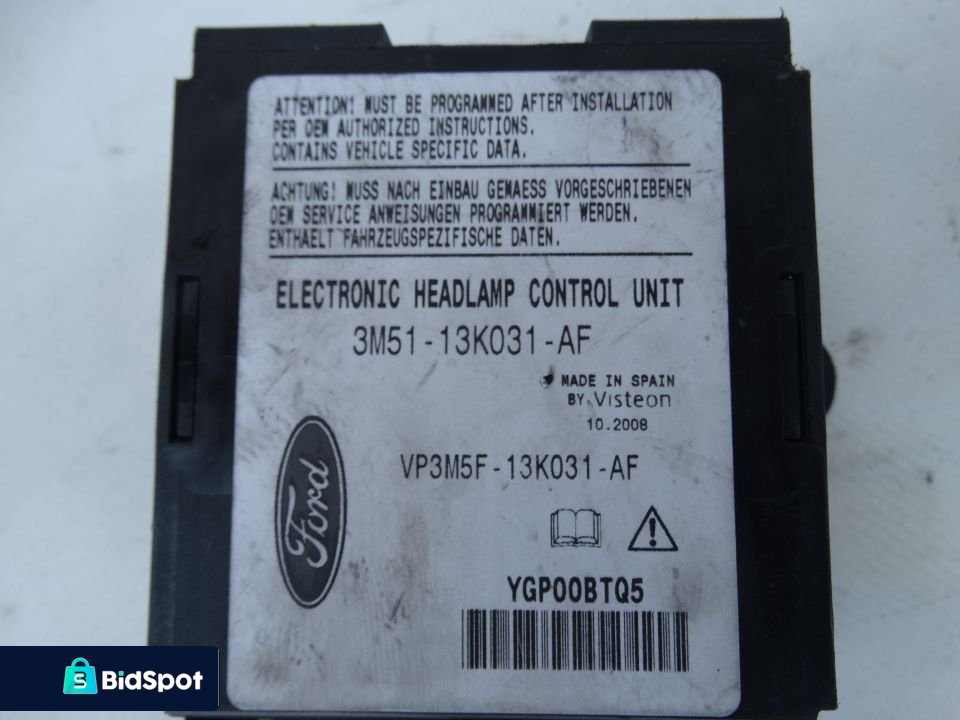 ATTENTION! MUST BE PROGRAMMED AFTER INSTALLATION
PER OEM AUTHORIZED INSTRUCTIONS.
CONTAINS VEHICLE SPECIFIC DATA.
ACHTUNG! MUSS NACH EINBAU GEMAESS VORGESCHRIEBENEN
OEM SERVICE ANWEISUNGEN PROGRAMMIERT WERDEN.
ENTHAELT FAHRZEUGSPEZIFISCHE DATEN.
ELECTRONIC HEADLAMP CONTROL UNIT
3M51-13K031-AF
MADE IN SPAIN
BY Visteon
10.2008
VP3M5F-13K031-AF
Ford
YGP00BTQ5
S BidSpot